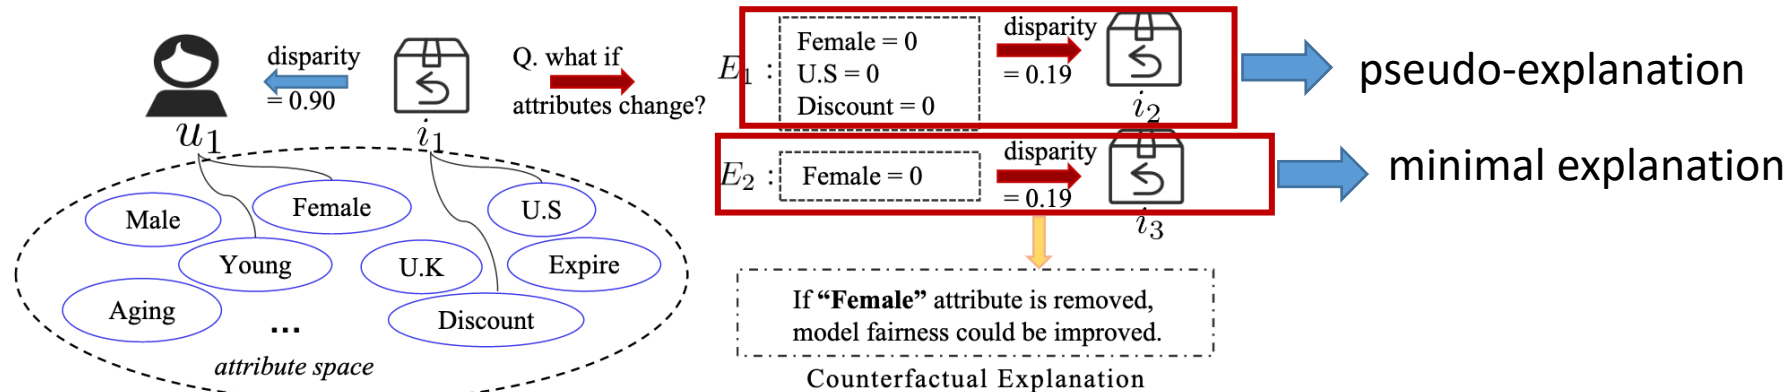 disparity
= 0.90
u1
i1
Q. what if
attributes change?
E1 :
Female = 0
U.S = 0
Discount = 0
disparity
= 0.19
i2
pseudo-explanation
E2 :
Female = 0
disparity
= 0.19
i3
minimal explanation
Male
Female
U.S
Young
U.K
Expire
Aging
...
Discount
attribute space
If “Female” attribute is removed,
model fairness could be improved.
Counterfactual Explanation